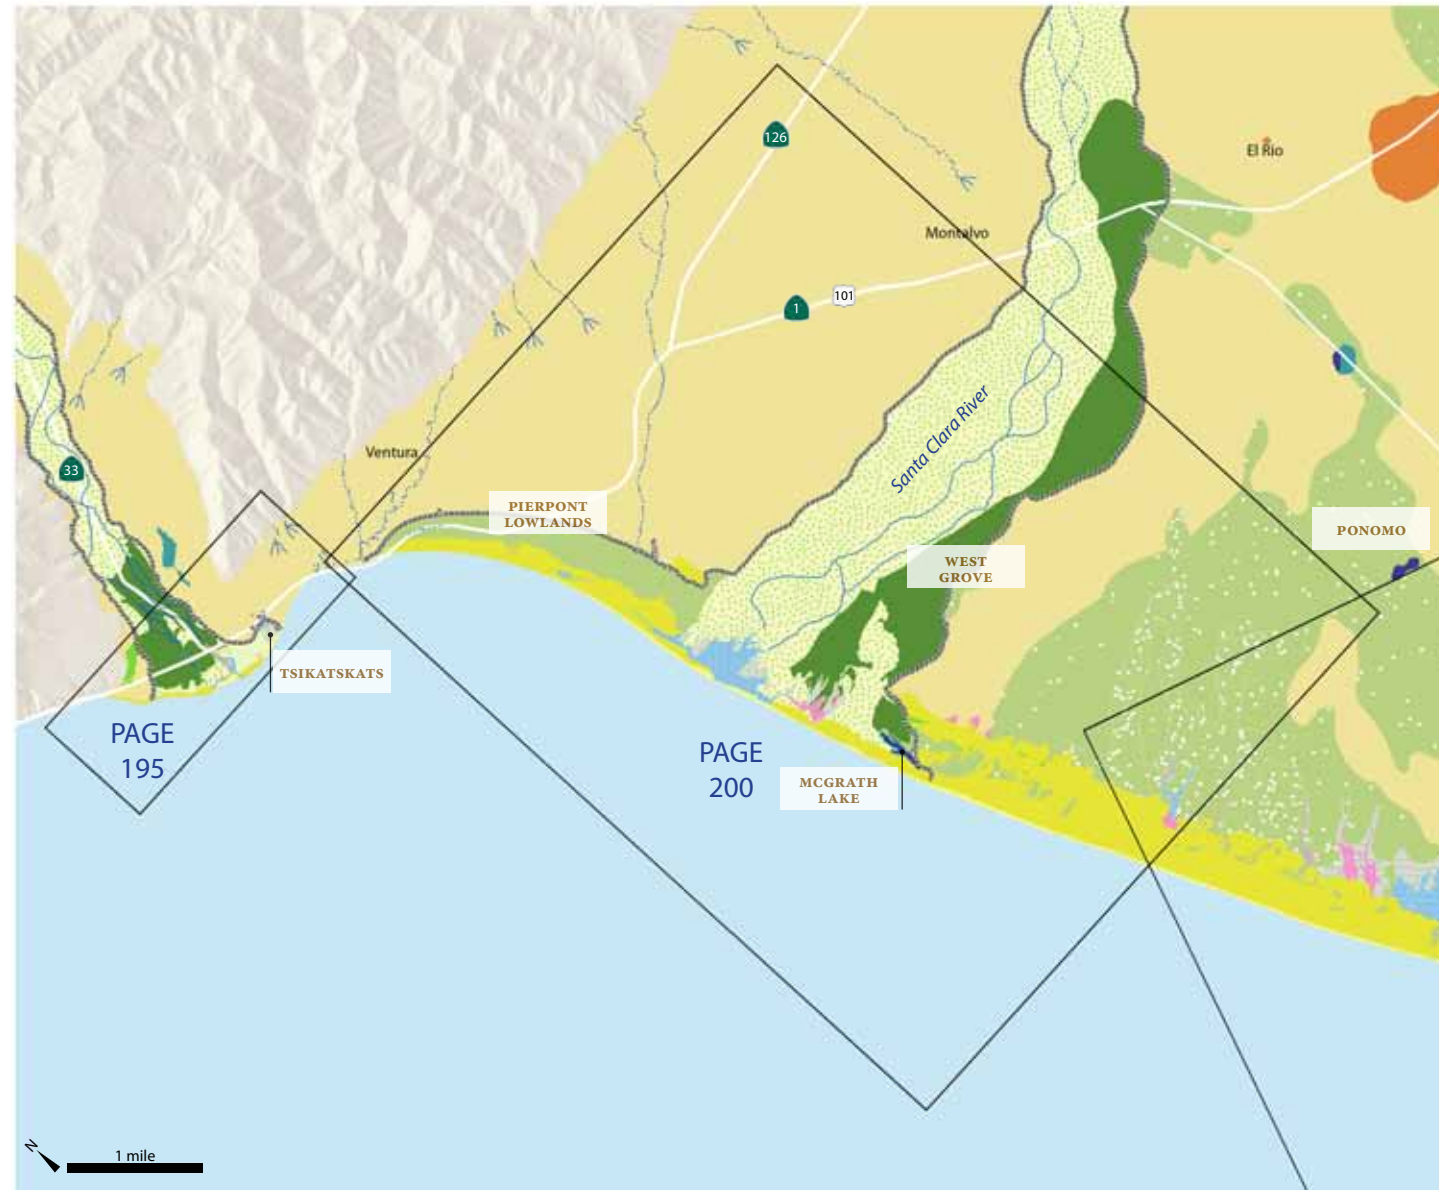 126
El Rio
Montalvo
101
1
Santa Clara River
33
Ventura
PIERPONT
LOWLANDS
PONOMO
WEST
GROVE
TSIKATSKATS
PAGE
195
PAGE
200
MCGRATH
LAKE
N
1 mile